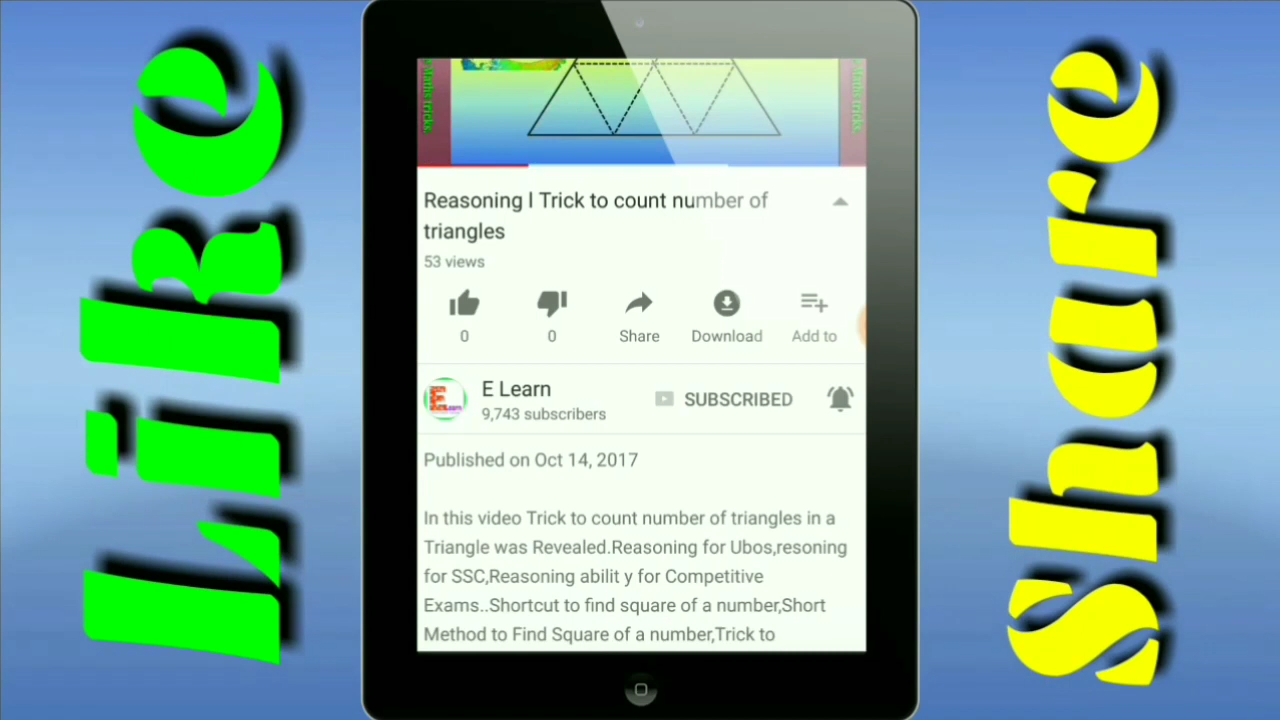 Like
Share
Maths tricks..
Reasoning l Trick to count number of
triangles
53 views
0
0
Share
Download
Add to
E Learn
9,743 subscribers
SUBSCRIBED
Published on Oct 14, 2017
In this video Trick to count number of triangles in a
Triangle was Revealed.Reasoning for Ubos,resoning
for SSC,Reasoning abilit y for Competitive
Exams..Shortcut to find square of a number,Short
Method to Find Square of a number,Trick to